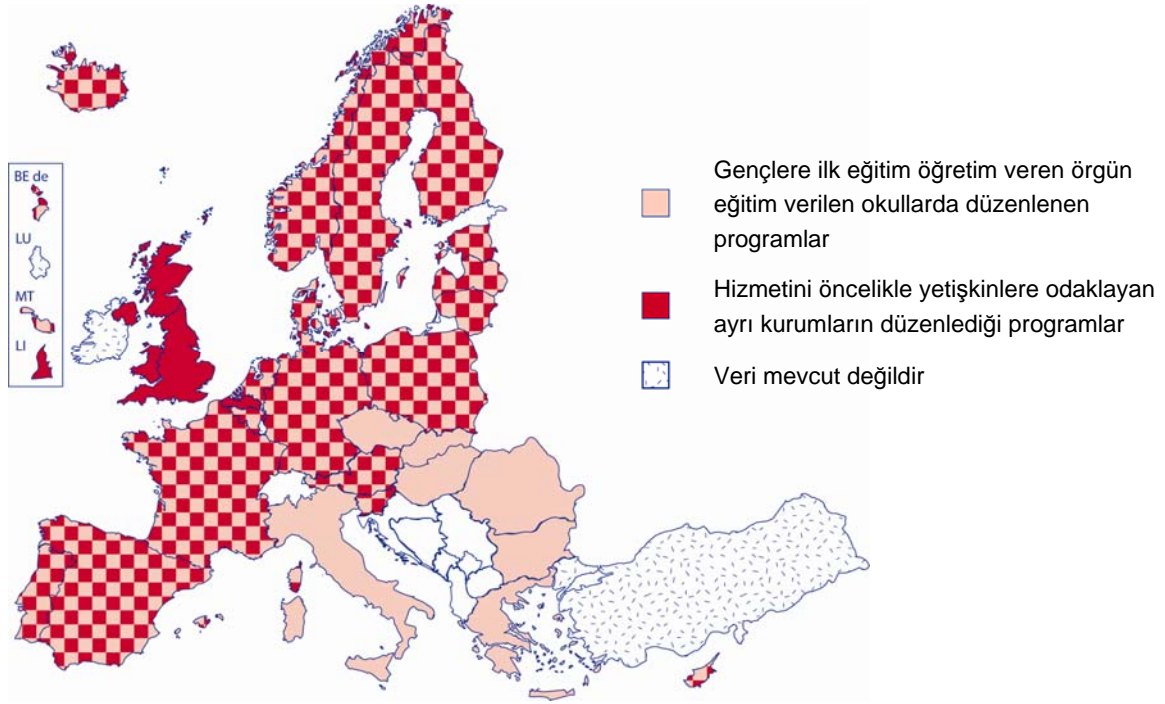 BE de
LU
MT
LI
Gençlere ilk eğitim öğretim veren örgün
eğitim verilen okullarda düzenlenen
programlar
Hizmetini öncelikle yetişkinlere odaklayan
ayrı kurumların düzenlediği programlar
Veri mevcut değildir